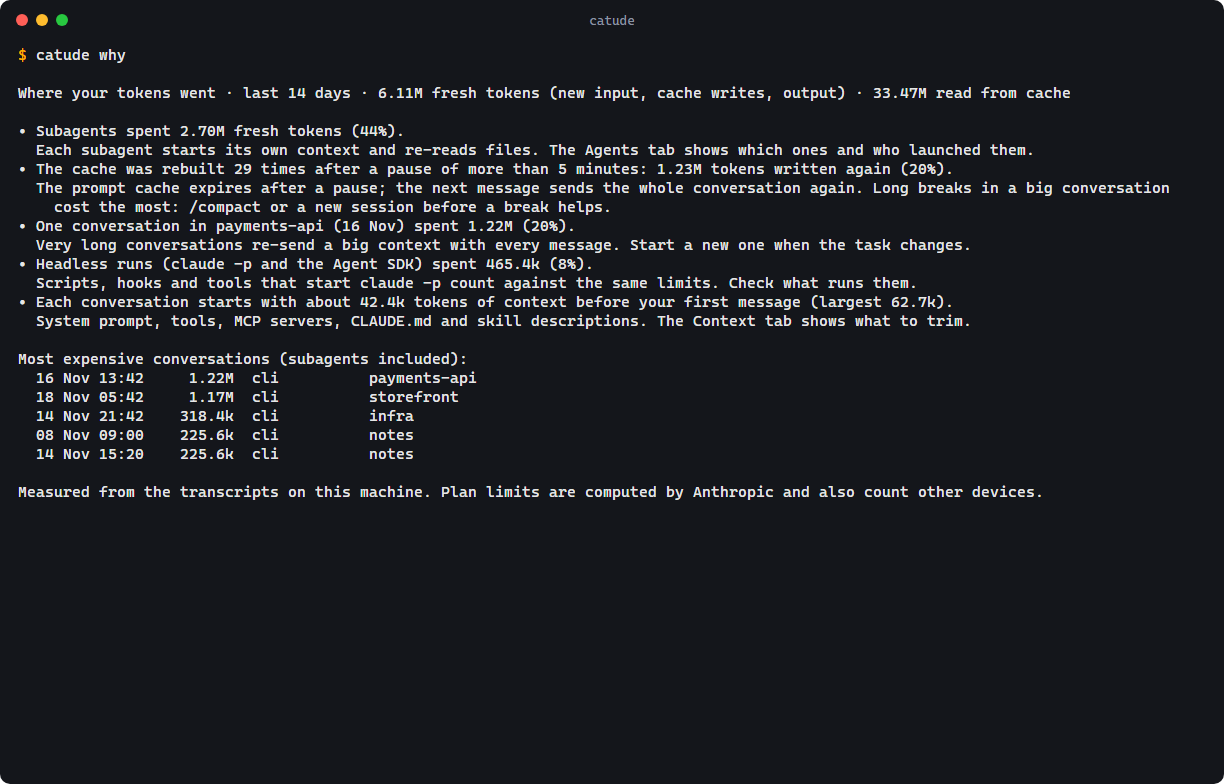 catude
$ catude why
Where your tokens went · last 14 days · 6.11M fresh tokens (new input, cache writes, output) · 33.47M read from cache
• Subagents spent 2.70M fresh tokens (44%).
Each subagent starts its own context and re-reads files. The Agents tab shows which ones and who launched them.
• The cache was rebuilt 29 times after a pause of more than 5 minutes: 1.23M tokens written again (20%).
The prompt cache expires after a pause; the next message sends the whole conversation again. Long breaks in a big conversation
cost the most: /compact or a new session before a break helps.
• One conversation in payments-api (16 Nov) spent 1.22M (20%).
Very long conversations re-send a big context with every message. Start a new one when the task changes.
• Headless runs (claude -p and the Agent SDK) spent 465.4k (8%).
Scripts, hooks and tools that start claude -p count against the same limits. Check what runs them.
• Each conversation starts with about 42.4k tokens of context before your first message (largest 62.7k).
System prompt, tools, MCP servers, CLAUDE.md and skill descriptions. The Context tab shows what to trim.
Most expensive conversations (subagents included):
16 Nov 13:42 1.22M cli payments-api
18 Nov 05:42 1.17M cli storefront
14 Nov 21:42 318.4k cli infra
08 Nov 09:00 225.6k cli notes
14 Nov 15:20 225.6k cli notes
Measured from the transcripts on this machine. Plan limits are computed by Anthropic and also count other devices.